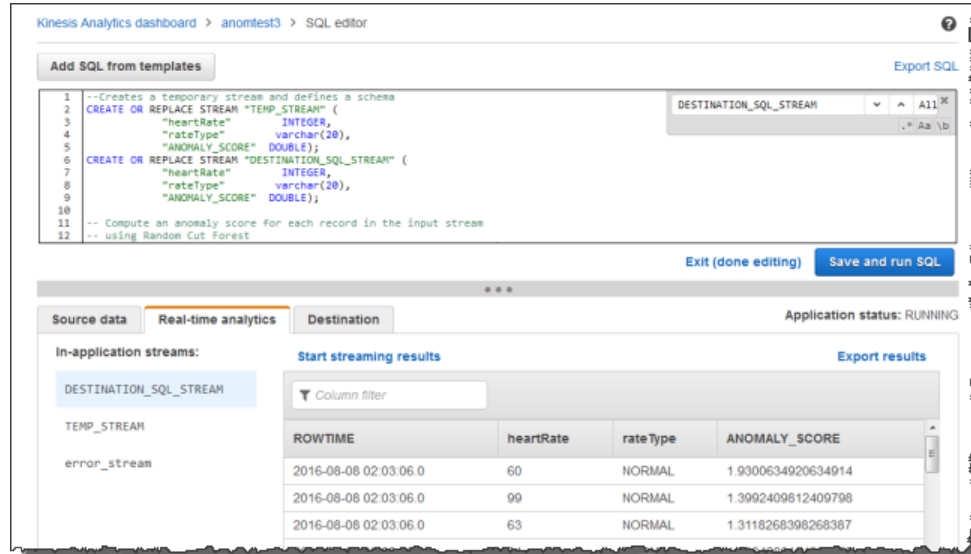 Kinesis Analytics dashboard > anomtest3 > SQL editor
Add SQL from templates
Export SQL
1 --Creates a temporary stream and defines a schema
2 CREATE OR REPLACE STREAM "TEMP_STREAM" (
3 "heartRate" INTEGER,
4 "rateType" varchar(20),
5 "ANOMALY_SCORE" DOUBLE);
6 CREATE OR REPLACE STREAM "DESTINATION_SQL_STREAM" (
7 "heartRate" INTEGER,
8 "rateType" varchar(20),
9 "ANOMALY_SCORE" DOUBLE);
10
11 -- Compute an anomaly score for each record in the input stream
12 -- using Random Cut Forest
DESTINATION_SQL_STREAM All
.* Aa \b
Exit (done editing) Save and run SQL
Source data Real-time analytics Destination
Application status: RUNNING
In-application streams:
DESTINATION_SQL_STREAM
TEMP_STREAM
error_stream
Start streaming results Export results
Column filter
ROWTIME heartRate rateType ANOMALY_SCORE
2016-08-08 02:03:06.0 60 NORMAL 1.9300634920634914
2016-08-08 02:03:06.0 99 NORMAL 1.3992409812409798
2016-08-08 02:03:06.0 63 NORMAL 1.3118268398268387